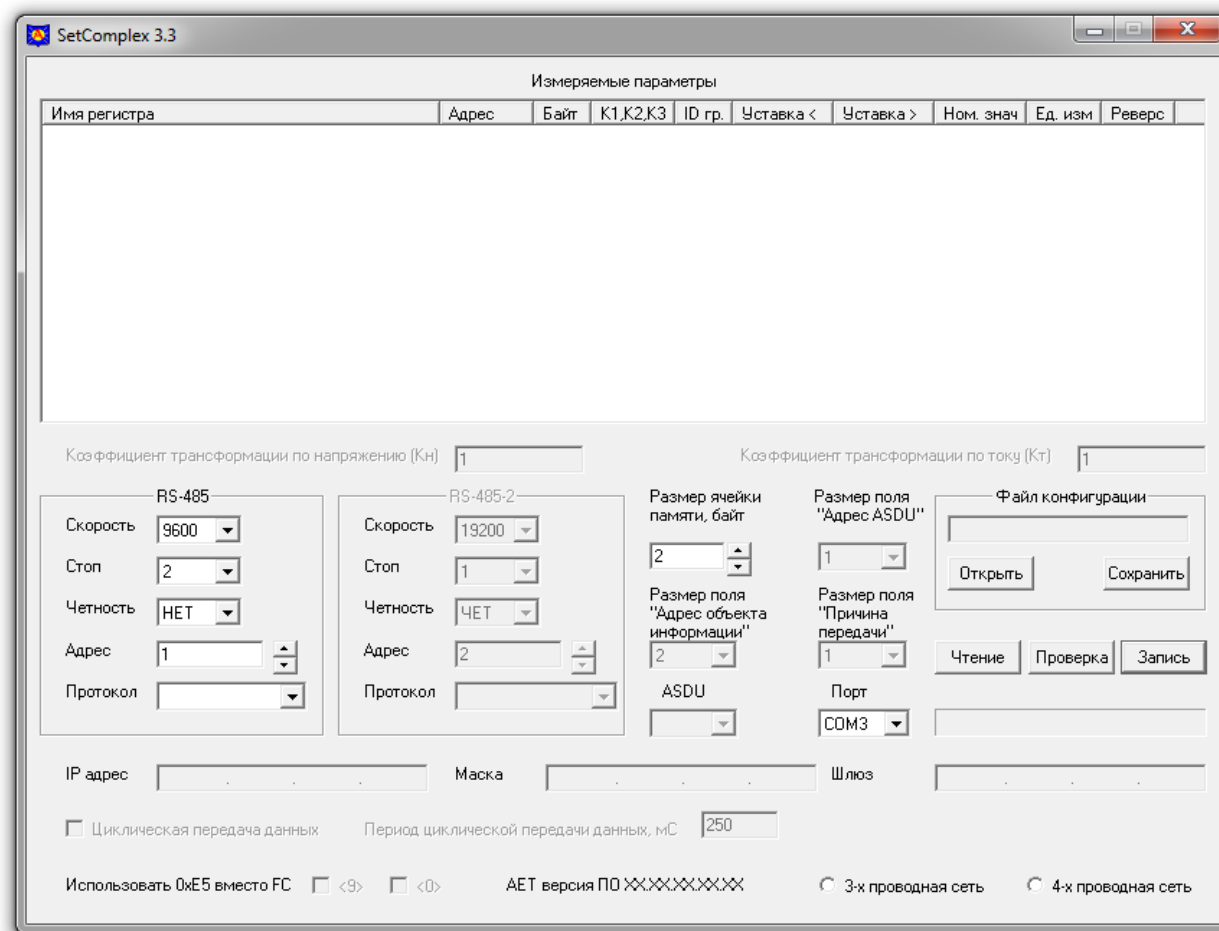 SetComplex 3.3
Измеряемые параметры
Имя регистра Адрес Байт К1,К2,К3 ID гр. Уставка < Уставка > Ном. знач Ед. изм Реверс
Коэффициент трансформации по напряжению (Кн) 1 Коэффициент трансформации по току (Кт) 1
RS-485
Скорость 9600
Стоп 2
Четность НЕТ
Адрес 1
Протокол
RS-485-2
Скорость 19200
Стоп 1
Четность ЧЕТ
Адрес 2
Протокол
Размер ячейки
памяти, байт
2
Размер поля
"Адрес объекта
информации"
2
ASDU
Размер поля
"Адрес ASDU"
1
Размер поля
"Причина
передачи"
1
Порт
COM3
Файл конфигурации
Открыть Сохранить
Чтение Проверка Запись
IP адрес . . . Маска . . . Шлюз . . .
Циклическая передача данных Период циклической передачи данных, мС 250
Использовать 0xE5 вместо FC <9> <0> АЕТ версия ПО XX.XX.XX.XX.XX 3-х проводная сеть 4-х проводная сеть